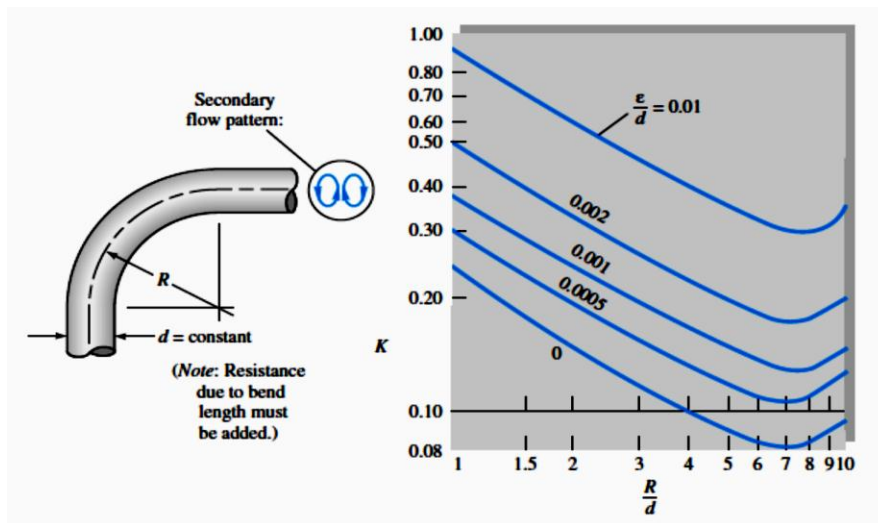 Secondary
flow pattern:
R
d = constant
(Note: Resistance
due to bend
length must
be added.)
K
1.00
0.80
0.70
0.60
0.50
0.40
0.30
0.20
0.10
0.08
ε/d = 0.01
0.002
0.001
0.0005
0
1 1.5 2 3 4 5 6 7 8 9 10
R/d